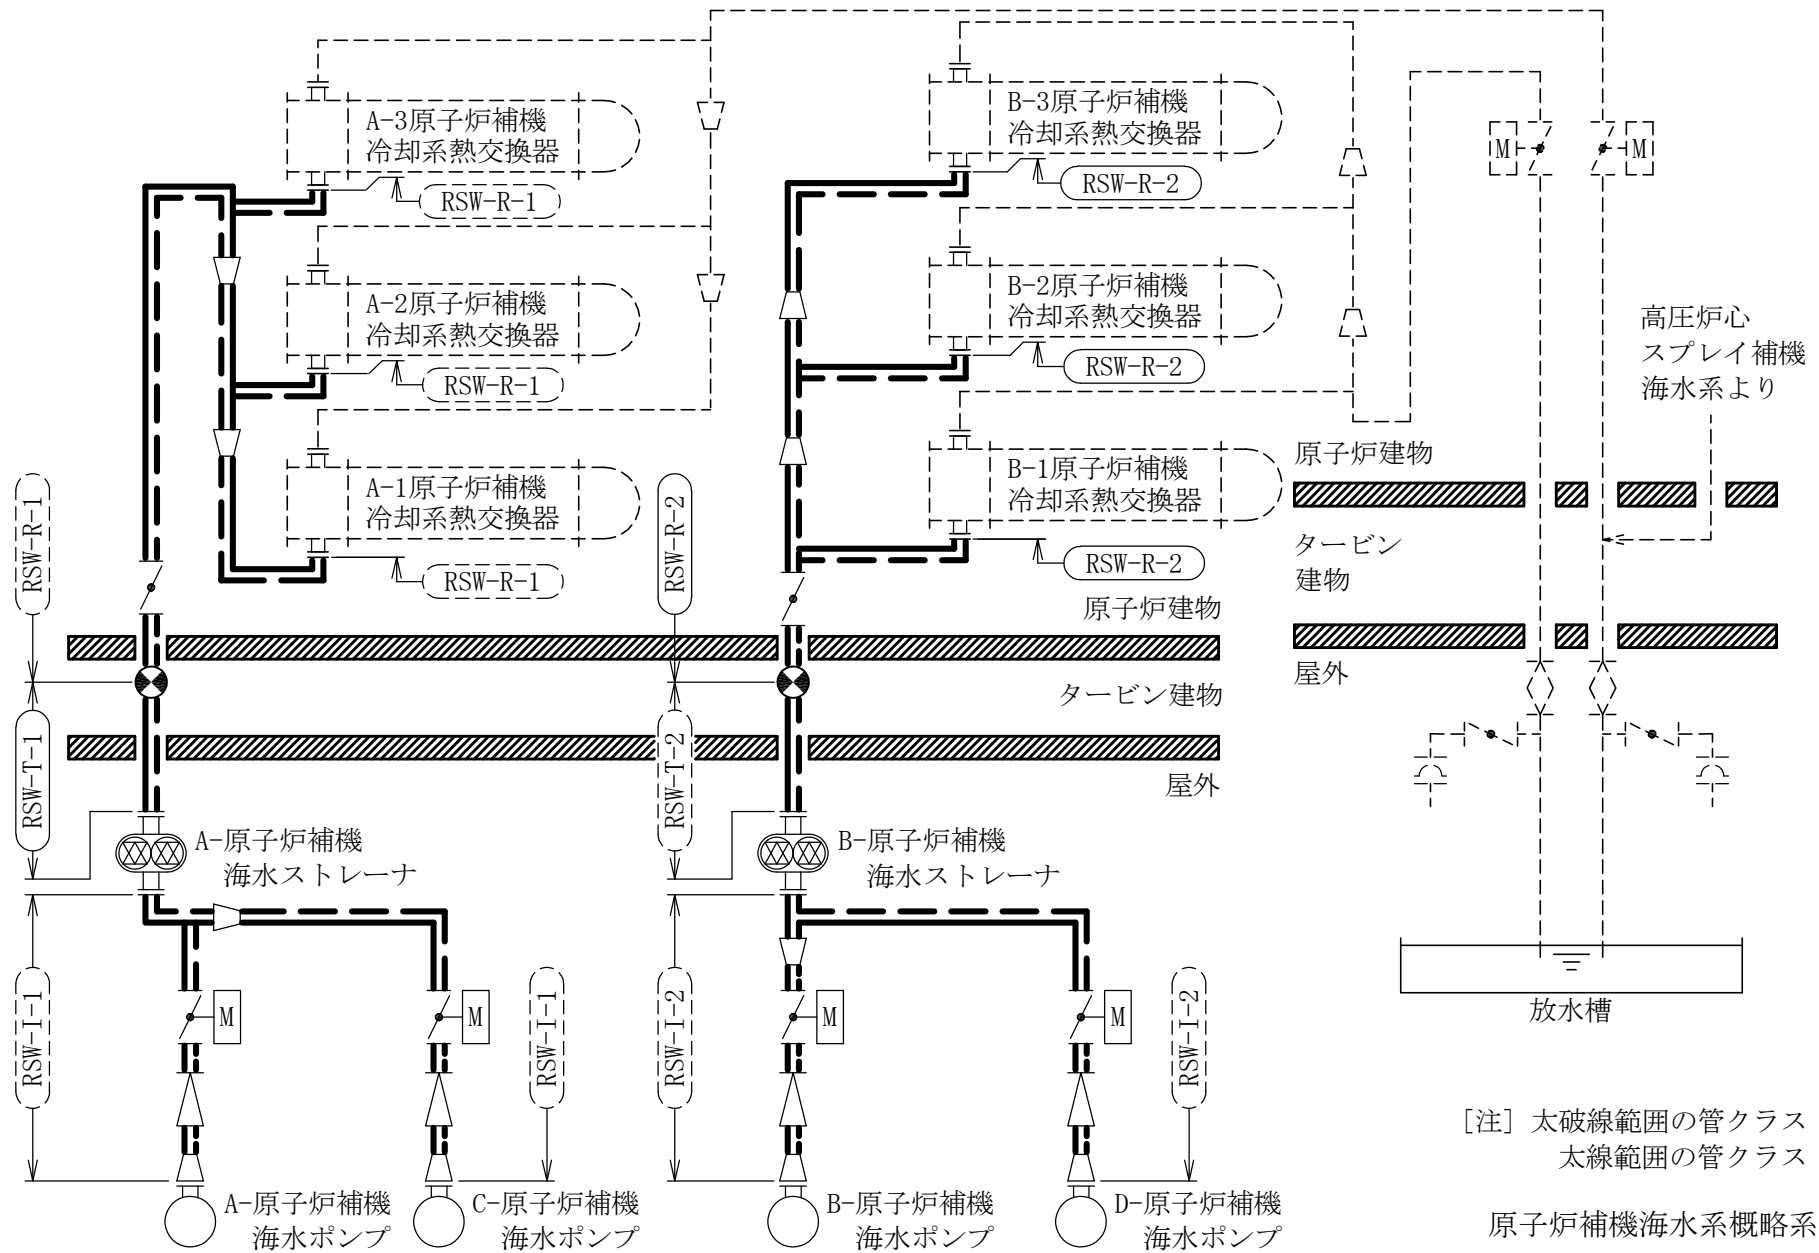 A-3原子炉補機
冷却系熱交換器
RSW-R-1
A-2原子炉補機
冷却系熱交換器
RSW-R-1
A-1原子炉補機
冷却系熱交換器
RSW-R-1
B-3原子炉補機
冷却系熱交換器
RSW-R-2
B-2原子炉補機
冷却系熱交換器
RSW-R-2
B-1原子炉補機
冷却系熱交換器
RSW-R-2
M
M
高圧炉心
スプレイ補機
海水系より
原子炉建物
タービン
建物
屋外
RSW-R-1
RSW-R-2
原子炉建物
タービン建物
屋外
RSW-T-1
RSW-T-2
A-原子炉補機
海水ストレーナ
B-原子炉補機
海水ストレーナ
RSW-I-1
M
M
RSW-I-1
RSW-I-2
M
M
RSW-I-2
放水槽
A-原子炉補機
海水ポンプ
C-原子炉補機
海水ポンプ
B-原子炉補機
海水ポンプ
D-原子炉補機
海水ポンプ
［注］太破線範囲の管クラス
太線範囲の管クラス
原子炉補機海水系概略系